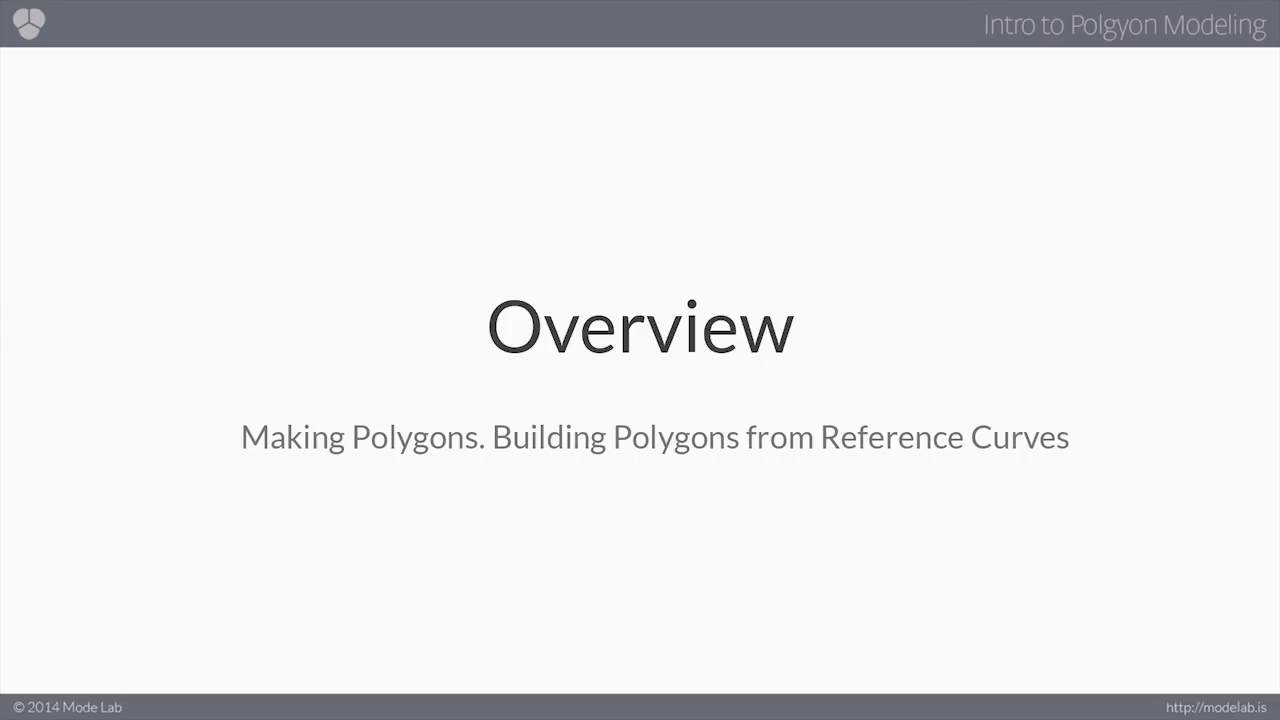 Intro to Polgyon Modeling
Overview
Making Polygons. Building Polygons from Reference Curves
© 2014 Mode Lab
http://modelab.is